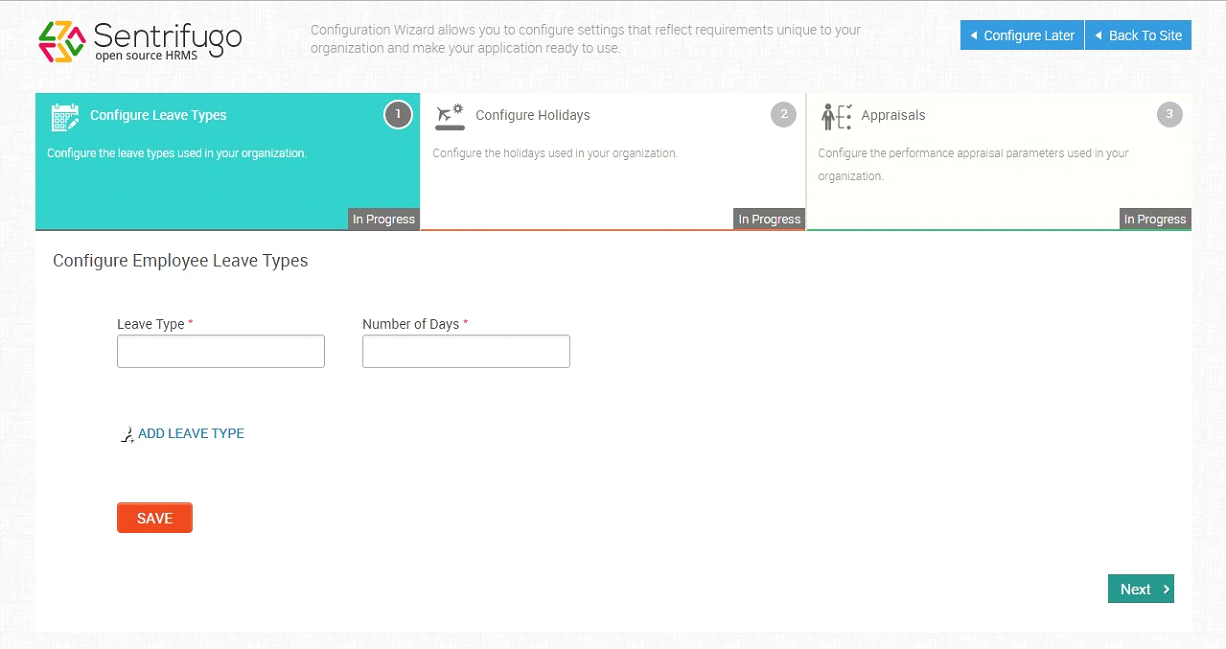 Sentrifugo
open source HRMS
Configuration Wizard allows you to configure settings that reflect requirements unique to your
organization and make your application ready to use.
Configure Later
Back To Site
Configure Leave Types
1
Configure the leave types used in your organization.
In Progress
Configure Holidays
2
Configure the holidays used in your organization.
In Progress
Appraisals
3
Configure the performance appraisal parameters used in your
organization.
In Progress
Configure Employee Leave Types
Leave Type *
Number of Days *
ADD LEAVE TYPE
SAVE
Next